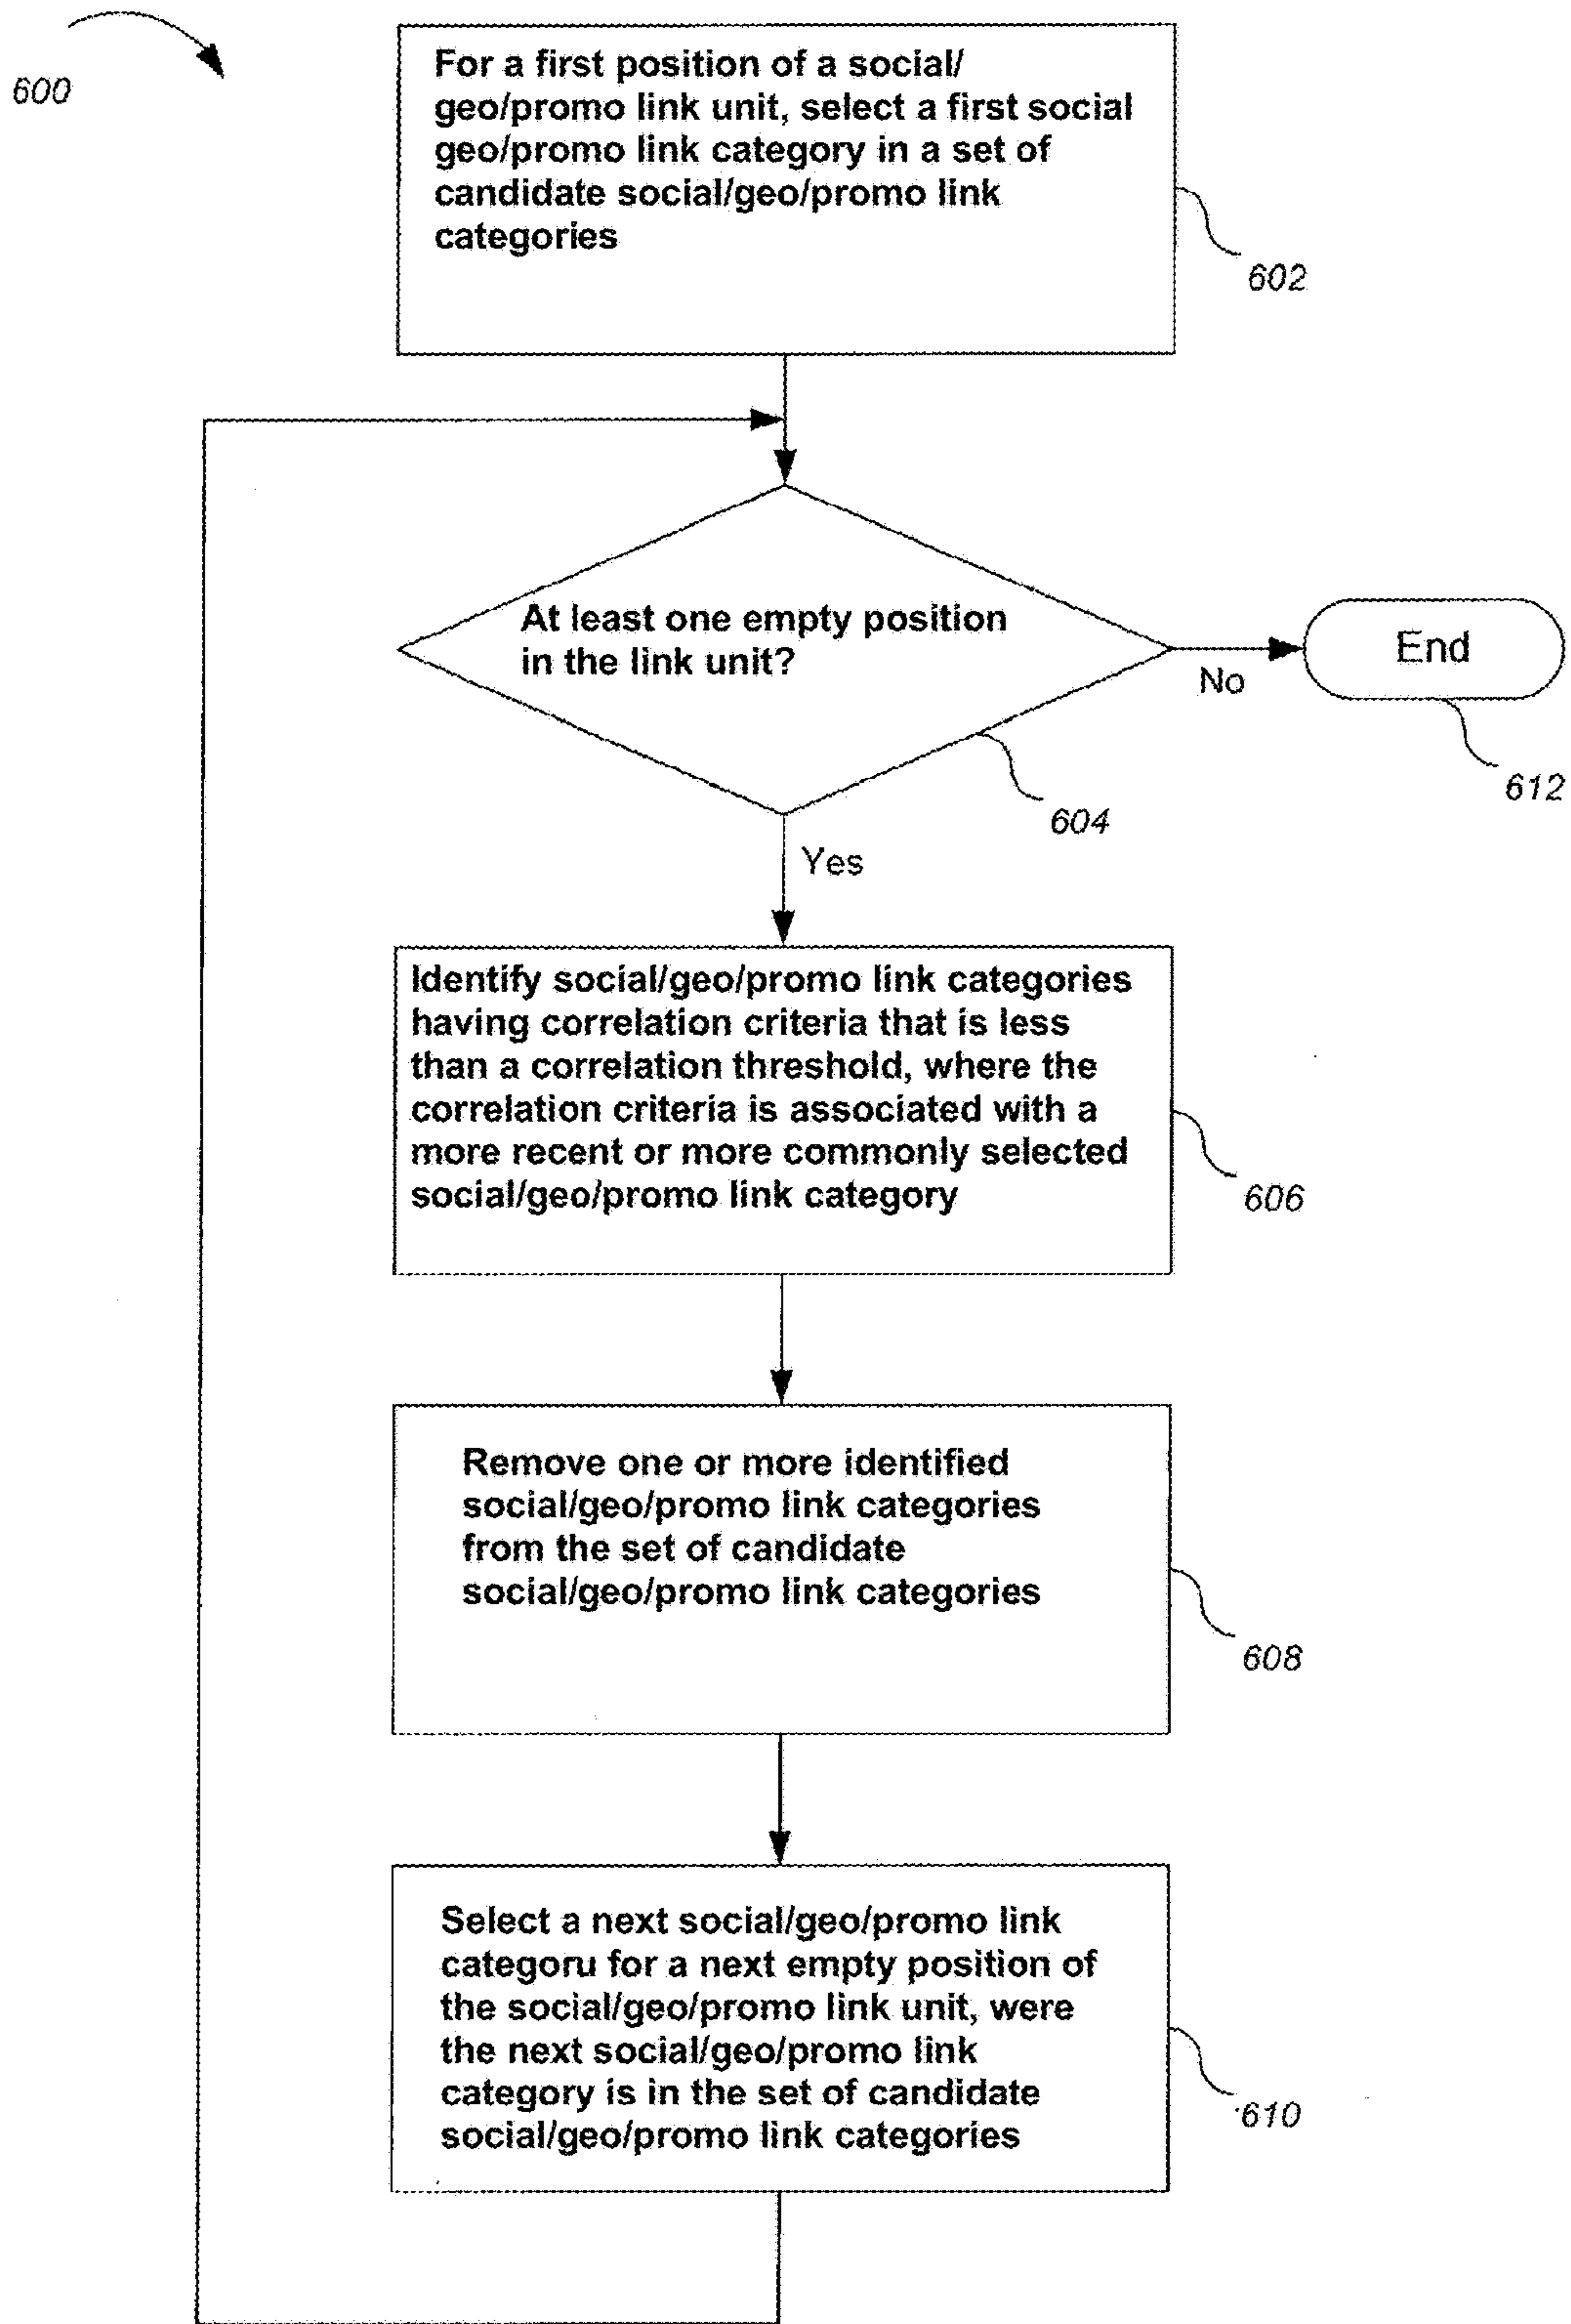 600
For a first position of a social/
geo/promo link unit, select a first social
geo/promo link category in a set of
candidate social/geo/promo link
categories
602
At least one empty position
in the link unit?
No
End
612
604
Yes
Identify social/geo/promo link categories
having correlation criteria that is less
than a correlation threshold, where the
correlation criteria is associated with a
more recent or more commonly selected
social/geo/promo link category
606
Remove one or more identified
social/geo/promo link categories
from the set of candidate
social/geo/promo link categories
608
Select a next social/geo/promo link
categoru for a next empty position of
the social/geo/promo link unit, were
the next social/geo/promo link
category is in the set of candidate
social/geo/promo link categories
610